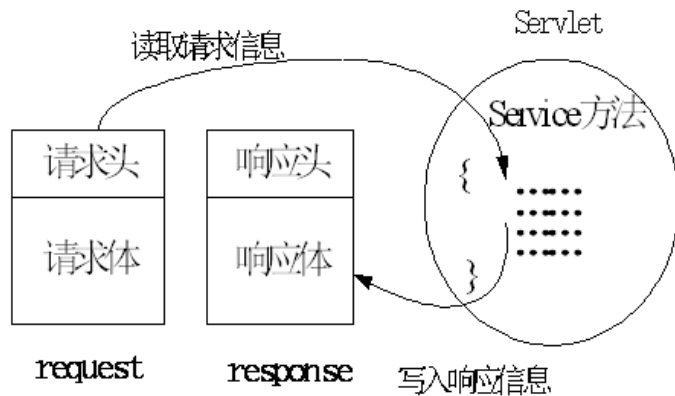 Servlet
读取请求信息
Service方法
请求头
响应头
{
请求体
响应体
}
request
response
写入响应信息